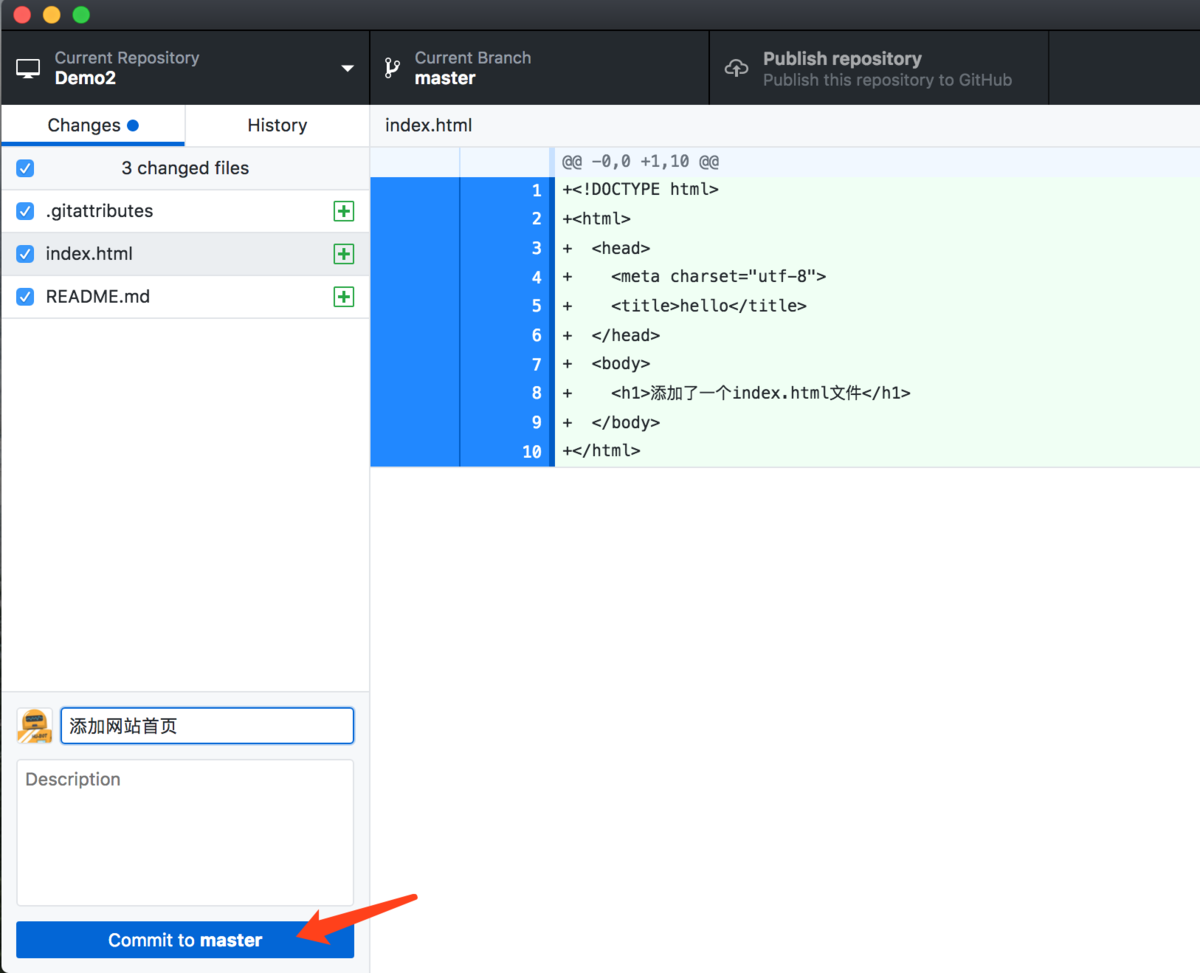 Current Repository
Demo2
Current Branch
master
Publish repository
Publish this repository to GitHub
Changes
History
index.html
3 changed files
.gitattributes
index.html
README.md
@@ -0,0 +1,10 @@
1 +<!DOCTYPE html>
2 +<html>
3 +  <head>
4 +    <meta charset="utf-8">
5 +    <title>hello</title>
6 +  </head>
7 +  <body>
8 +    <h1>添加了一个index.html文件</h1>
9 +  </body>
10 +</html>
添加网站首页
Description
Commit to master